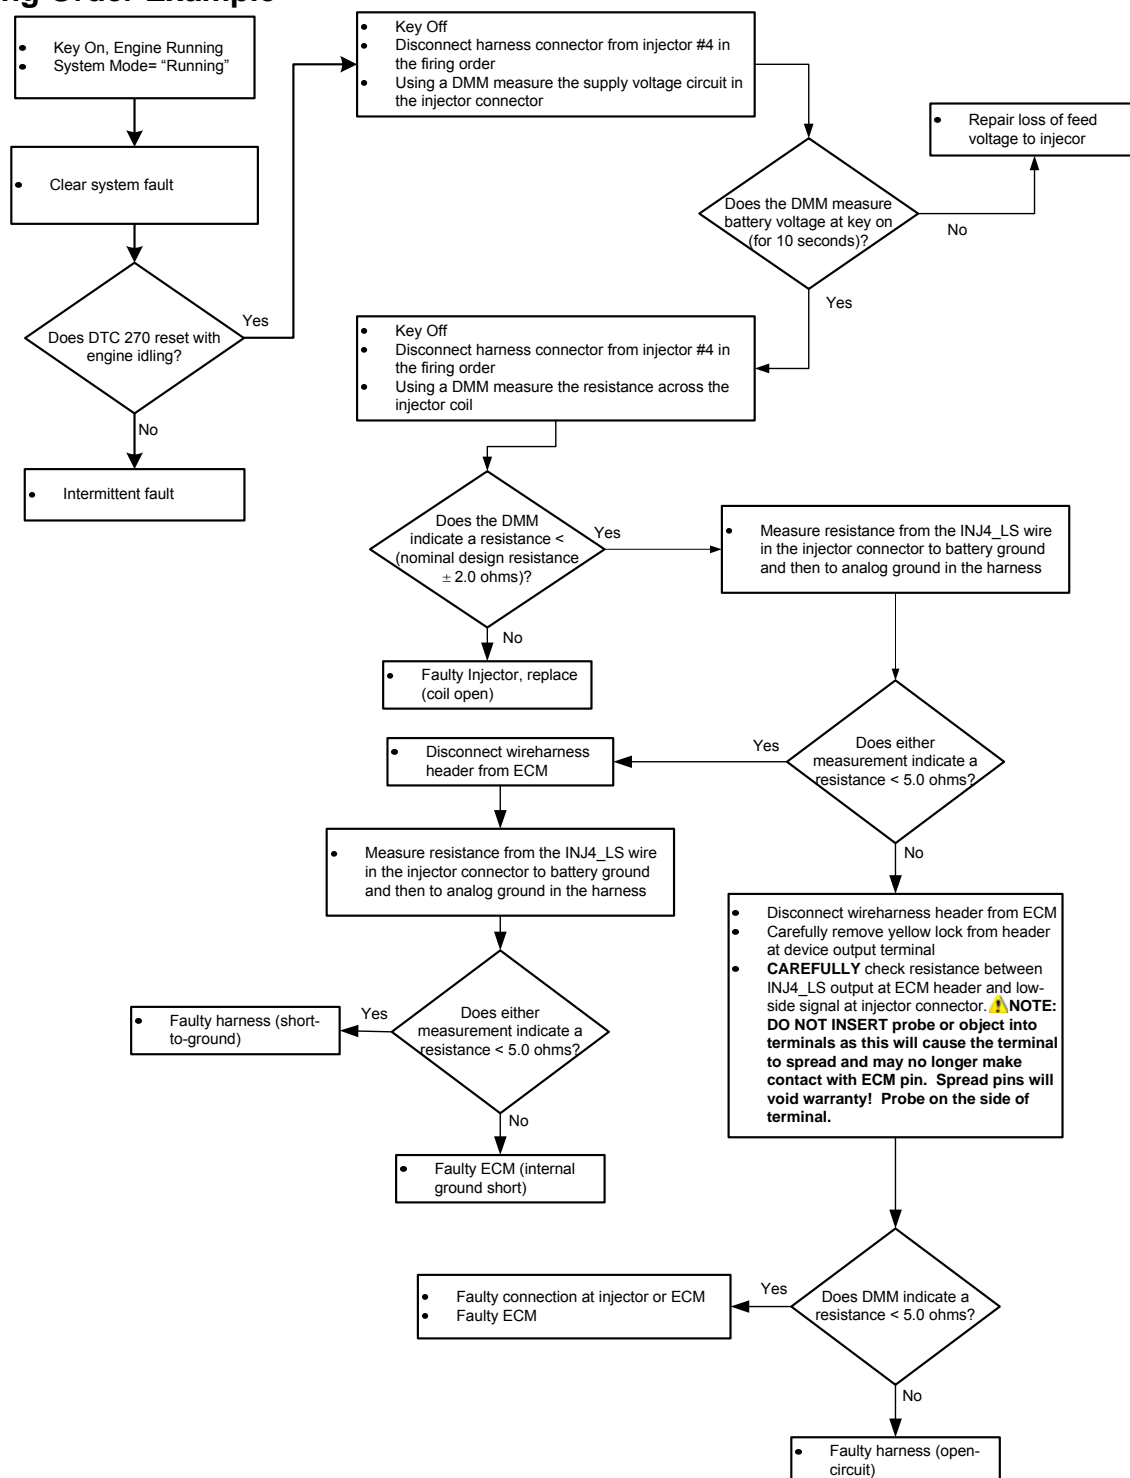 ng Order Example
• Key On, Engine Running
• System Mode= “Running”
• Clear system fault
Does DTC 270 reset with
engine idling?
Yes
No
• Intermittent fault
• Key Off
• Disconnect harness connector from injector #4 in
the firing order
• Using a DMM measure the supply voltage circuit in
the injector connector
Does the DMM measure
battery voltage at key on
(for 10 seconds)?
No
• Repair loss of feed
voltage to injecor
Yes
• Key Off
• Disconnect harness connector from injector #4 in
the firing order
• Using a DMM measure the resistance across the
injector coil
Does the DMM
indicate a resistance <
(nominal design resistance
± 2.0 ohms)?
Yes
No
• Faulty Injector, replace
(coil open)
• Measure resistance from the INJ4_LS wire
in the injector connector to battery ground
and then to analog ground in the harness
Does either
measurement indicate a
resistance < 5.0 ohms?
Yes
No
• Disconnect wireharness
header from ECM
• Measure resistance from the INJ4_LS wire
in the injector connector to battery ground
and then to analog ground in the harness
Does either
measurement indicate a
resistance < 5.0 ohms?
Yes
• Faulty harness (short-
to-ground)
No
• Faulty ECM (internal
ground short)
• Disconnect wireharness header from ECM
• Carefully remove yellow lock from header
at device output terminal
• CAREFULLY check resistance between
INJ4_LS output at ECM header and low-
side signal at injector connector. NOTE:
DO NOT INSERT probe or object into
terminals as this will cause the terminal
to spread and may no longer make
contact with ECM pin. Spread pins will
void warranty! Probe on the side of
terminal.
Does DMM indicate a
resistance < 5.0 ohms?
Yes
• Faulty connection at injector or ECM
• Faulty ECM
No
• Faulty harness (open-
circuit)